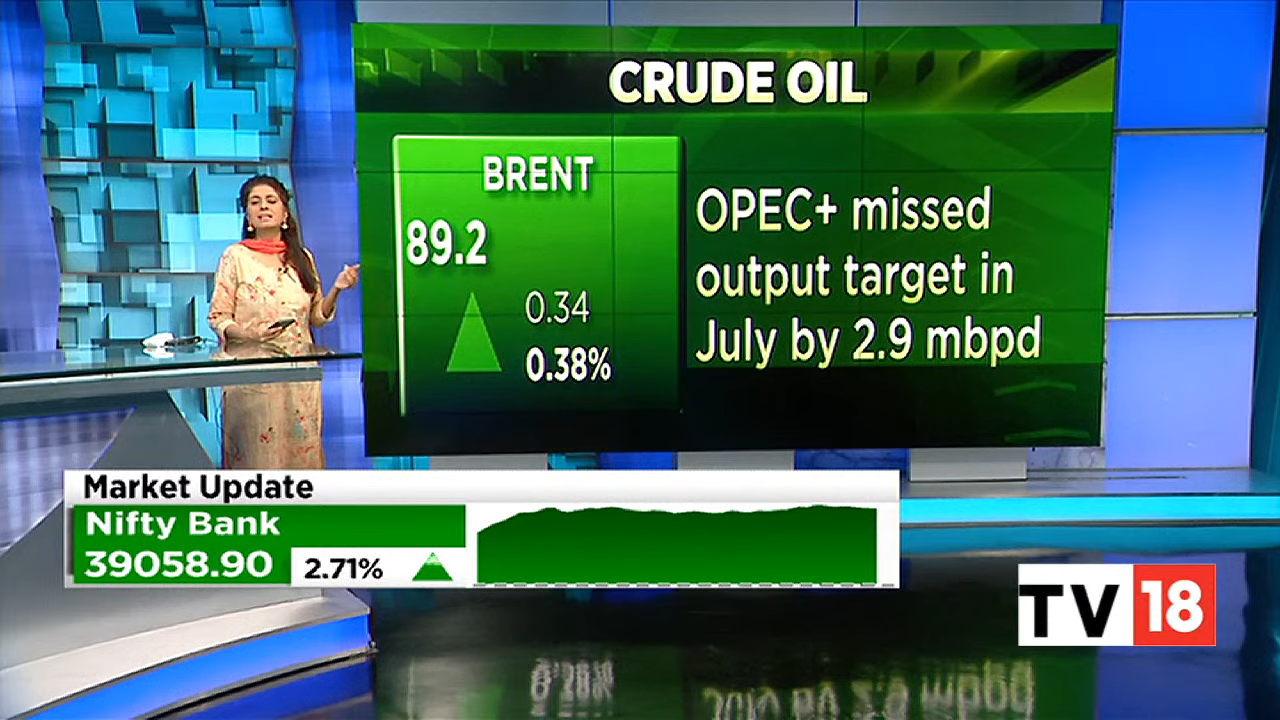 CRUDE OIL
BRENT
89.2
0.34
0.38%
OPEC+ missed
output target in
July by 2.9 mbpd
Market Update
Nifty Bank
39058.90
2.71%
TV18